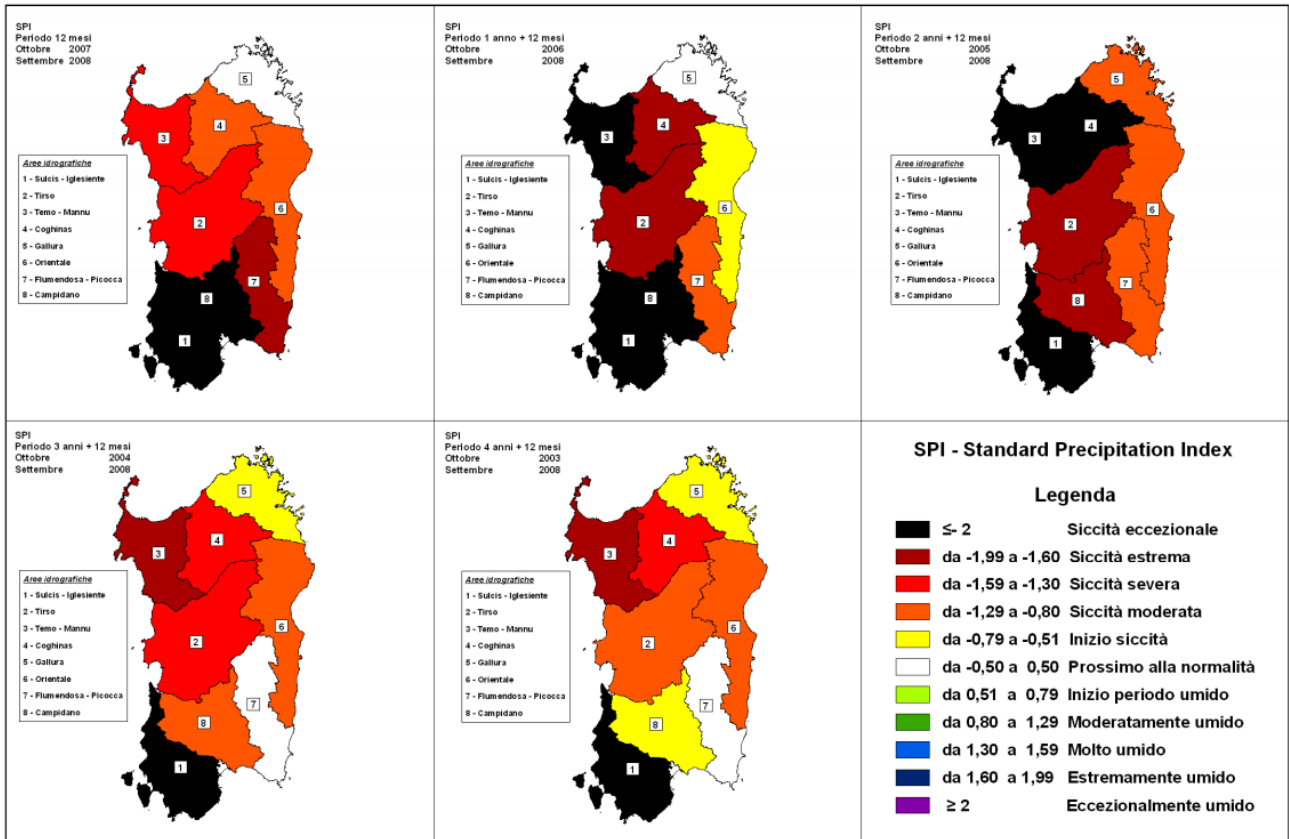 SPI
Periodo 12 mesi
Ottobre 2007
Settembre 2008
5
3
4
Aree idrografiche
1 - Sulcis - Iglesiente
2 - Tirso
3 - Temo - Mannu
4 - Coghinas
5 - Gallura
6 - Orientale
7 - Flumendosa - Picocca
8 - Campidano
6
2
7
8
1
SPI
Periodo 1 anno + 12 mesi
Ottobre 2006
Settembre 2008
5
4
3
Aree idrografiche
1 - Sulcis - Iglesiente
2 - Tirso
3 - Temo - Mannu
4 - Coghinas
5 - Gallura
6 - Orientale
7 - Flumendosa - Picocca
8 - Campidano
6
2
7
8
1
SPI
Periodo 2 anni + 12 mesi
Ottobre 2005
Settembre 2008
5
4
3
Aree idrografiche
1 - Sulcis - Iglesiente
2 - Tirso
3 - Temo - Mannu
4 - Coghinas
5 - Gallura
6 - Orientale
7 - Flumendosa - Picocca
8 - Campidano
6
2
7
8
1
SPI
Periodo 3 anni + 12 mesi
Ottobre 2004
Settembre 2008
5
4
3
Aree idrografiche
1 - Sulcis - Iglesiente
2 - Tirso
3 - Temo - Mannu
4 - Coghinas
5 - Gallura
6 - Orientale
7 - Flumendosa - Picocca
8 - Campidano
6
2
7
8
1
SPI
Periodo 4 anni + 12 mesi
Ottobre 2003
Settembre 2008
5
4
3
Aree idrografiche
1 - Sulcis - Iglesiente
2 - Tirso
3 - Temo - Mannu
4 - Coghinas
5 - Gallura
6 - Orientale
7 - Flumendosa - Picocca
8 - Campidano
6
2
7
8
1
SPI - Standard Precipitation Index
Legenda
≤- 2 Siccità eccezionale
da -1,99 a -1,60 Siccità estrema
da -1,59 a -1,30 Siccità severa
da -1,29 a -0,80 Siccità moderata
da -0,79 a -0,51 Inizio siccità
da -0,50 a 0,50 Prossimo alla normalità
da 0,51 a 0,79 Inizio periodo umido
da 0,80 a 1,29 Moderatamente umido
da 1,30 a 1,59 Molto umido
da 1,60 a 1,99 Estremamente umido
≥ 2 Eccezionalmente umido